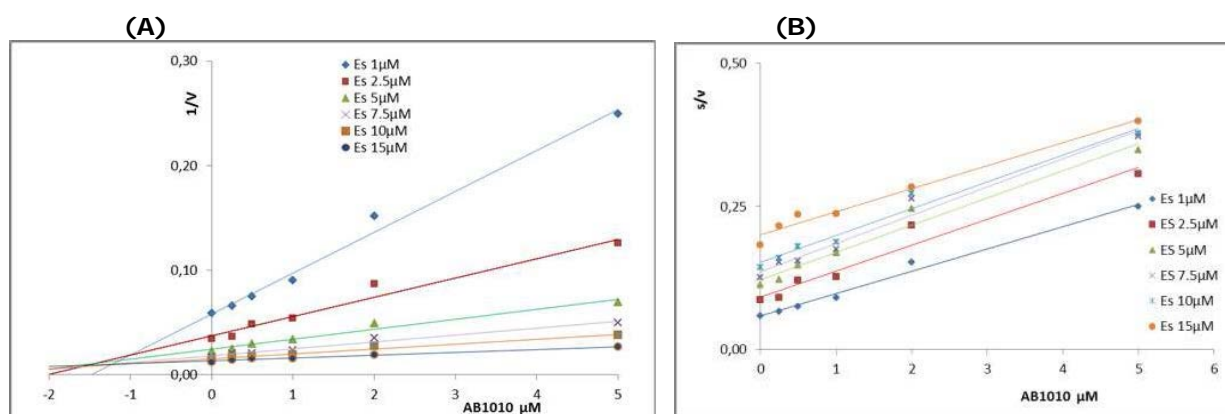 (A)
0,30
1/V
0,20
0,10
0,00
-2 -1 0 1 2 3 4 5
AB1010 µM
Es 1µM
Es 2.5µM
Es 5µM
Es 7.5µM
Es 10µM
Es 15µM
(B)
0,50
s/v
0,25
0,00
0 1 2 3 4 5 6
AB1010 µM
Es 1µM
ES 2.5µM
ES 5µM
ES 7.5µM
Es 10µM
Es 15µM